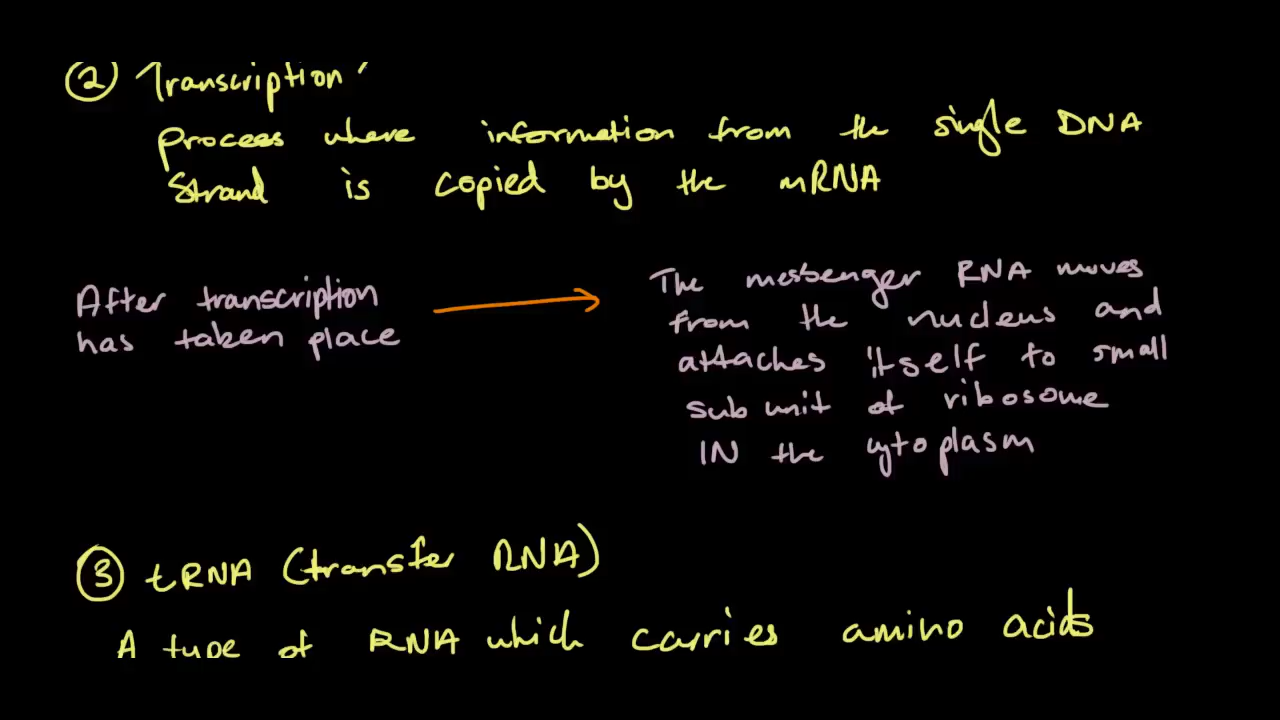 ② Transcription'
process where information from the single DNA
strand is copied by the mRNA
After transcription
has taken place
The messenger RNA moves
from the nucleus and
attaches itself to small
sub unit of ribosome
IN the cytoplasm
③ tRNA (transfer RNA)
A type of RNA which carries amino acids